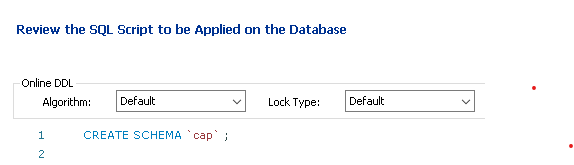 Review the SQL Script to be Applied on the Database
Online DDL
Algorithm: Default Lock Type: Default
1 CREATE SCHEMA `cap` ;
2